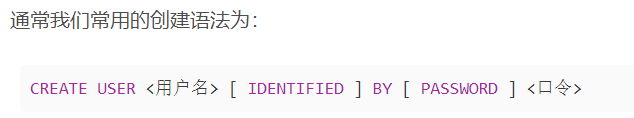 通常我们常用的创建语法为：
CREATE USER <用户名> [ IDENTIFIED ] BY [ PASSWORD ] <口令>